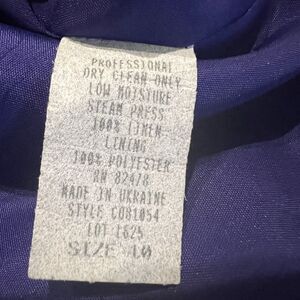 PROFESSIONAL
DRY CLEAN ONLY
LOW MOISTURE
STEAM PRESS
100% LINEN
LINING
100% POLYESTER
RN 82478
MADE IN UKRAINE
STYLE C081054
LOT 1624
SIZE 10